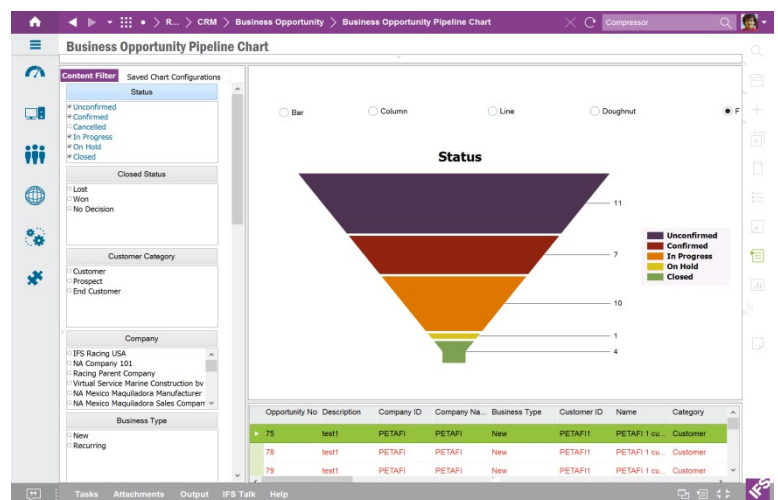 R... CRM Business Opportunity Business Opportunity Pipeline Chart Compressor
Business Opportunity Pipeline Chart
Content Filter Saved Chart Configurations
Status
Unconfirmed
Confirmed
Cancelled
In Progress
On Hold
Closed
Closed Status
Lost
Won
No Decision
Customer Category
Customer
Prospect
End Customer
Company
IFS Racing USA
NA Company 101
Racing Parent Company
Virtual Service Marine Construction bv
NA Mexico Maquiladora Manufacturer
NA Mexico Maquiladora Sales Company
Business Type
New
Recurring
Bar Column Line Doughnut F
Status
11
7
10
1
4
Unconfirmed
Confirmed
In Progress
On Hold
Closed
Opportunity No Description Company ID Company Na... Business Type Customer ID Name Category
75 test1 PETAFI PETAFI New PETAFI1 PETAFI 1 cu... Customer
78 test1 PETAFI PETAFI New PETAFI1 PETAFI 1 cu... Customer
79 test1 PETAFI PETAFI New PETAFI1 PETAFI 1 cu... Customer
Tasks Attachments Output IFS Talk Help
IFS